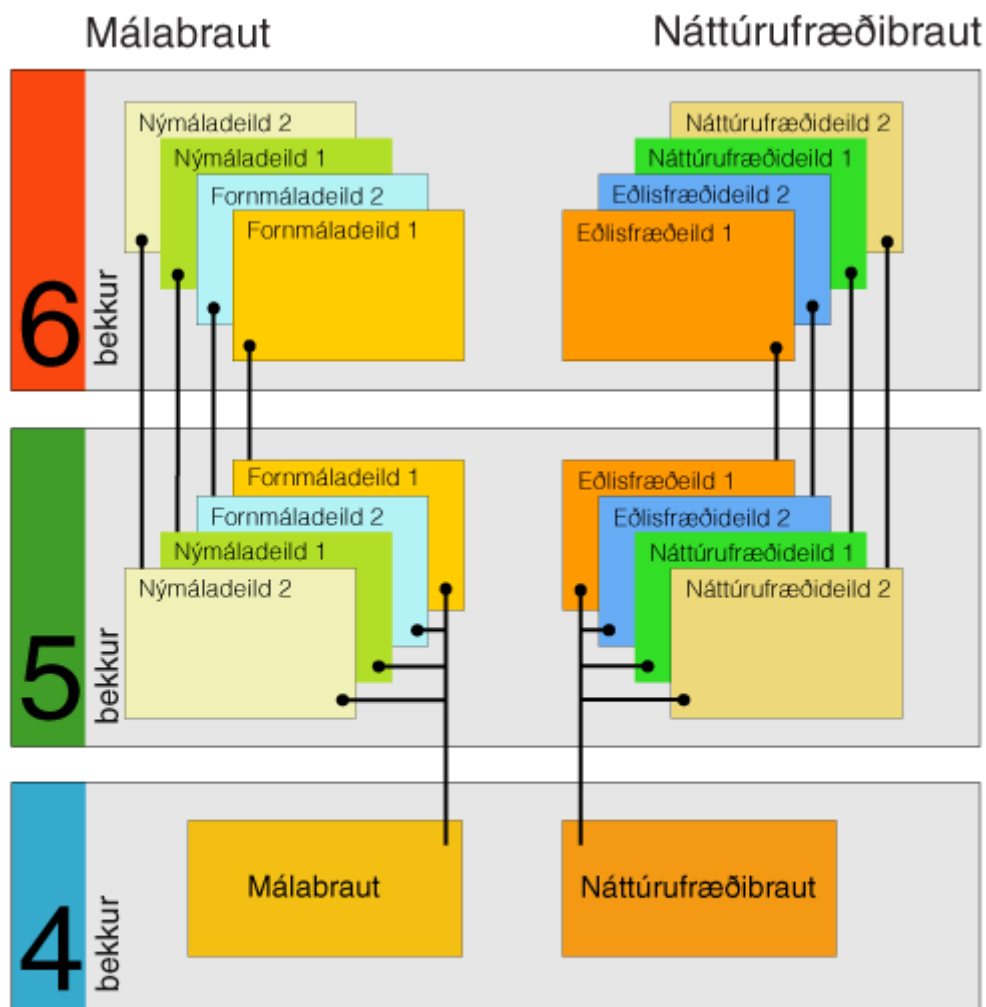 Málabraut
Náttúrufræðibraut
6
bekkur
Nýmáladeild 2
Nýmáladeild 1
Fornmáladeild 2
Fornmáladeild 1
Náttúrufræðideild 2
Náttúrufræðideild 1
Eðlisfræðideild 2
Eðlisfræðeild 1
5
bekkur
Fornmáladeild 1
Fornmáladeild 2
Nýmáladeild 1
Nýmáladeild 2
Eðlisfræðeild 1
Eðlisfræðideild 2
Náttúrufræðideild 1
Náttúrufræðideild 2
4
bekkur
Málabraut
Náttúrufræðibraut